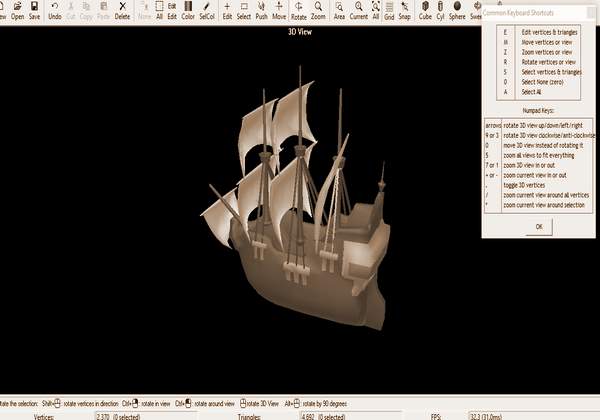 ew Open Save Undo Cut Copy Paste Delete None All Edit Edit Color SelCol Edit Select Push Move Rotate Zoom Area Current All Grid Snap Cube Cyl Sphere
3D View
Common Keyboard Shortcuts
E Edit vertices & triangles
M Move vertices or view
Z Zoom vertices or view
R Rotate vertices or view
S Select vertices & triangles
0 Select None (zero)
A Select All
Numpad Keys:
arrows rotate 3D view up/down/left/right
9 or 3 rotate 3D view clockwise/anti-clockwise
0 move 3D view instead of rotating it
5 zoom all views to fit everything
7 or 1 zoom 3D view in or out
+ or - zoom current view in or out
. toggle 3D vertices
/ zoom current view around all vertices
* zoom current view around selection
OK
tate the selection: Shift+ : rotate vertices in direction Ctrl+ : rotate in view Ctrl+ : rotate around view : rotate 3D View Alt+ : rotate by 90 degrees
Vertices: 2,370 (0 selected) Triangles: 4,692 (0 selected) FPS: 32.3 (31.0ms)